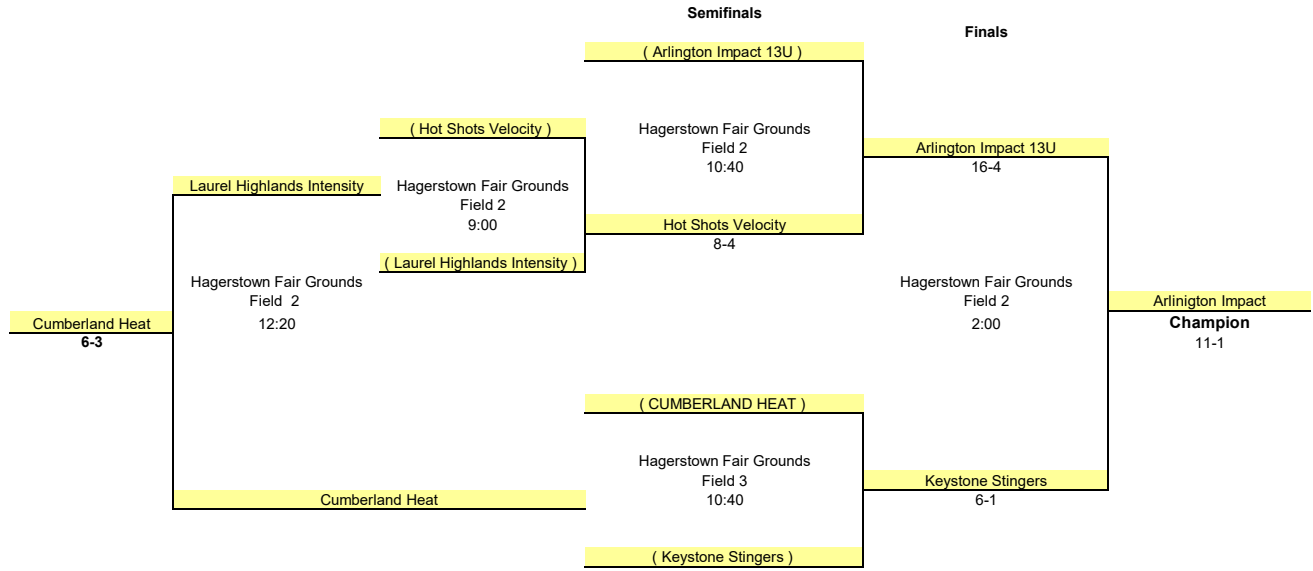 Semifinals
Finals
( Arlington Impact 13U )
( Hot Shots Velocity )
Hagerstown Fair Grounds
Field 2
10:40
Arlington Impact 13U
16-4
Laurel Highlands Intensity
Hagerstown Fair Grounds
Field 2
9:00
Hot Shots Velocity
8-4
( Laurel Highlands Intensity )
Hagerstown Fair Grounds
Field 2
12:20
Hagerstown Fair Grounds
Field 2
2:00
Arlinigton Impact
Champion
11-1
Cumberland Heat
6-3
( CUMBERLAND HEAT )
Hagerstown Fair Grounds
Field 3
10:40
Keystone Stingers
6-1
Cumberland Heat
( Keystone Stingers )